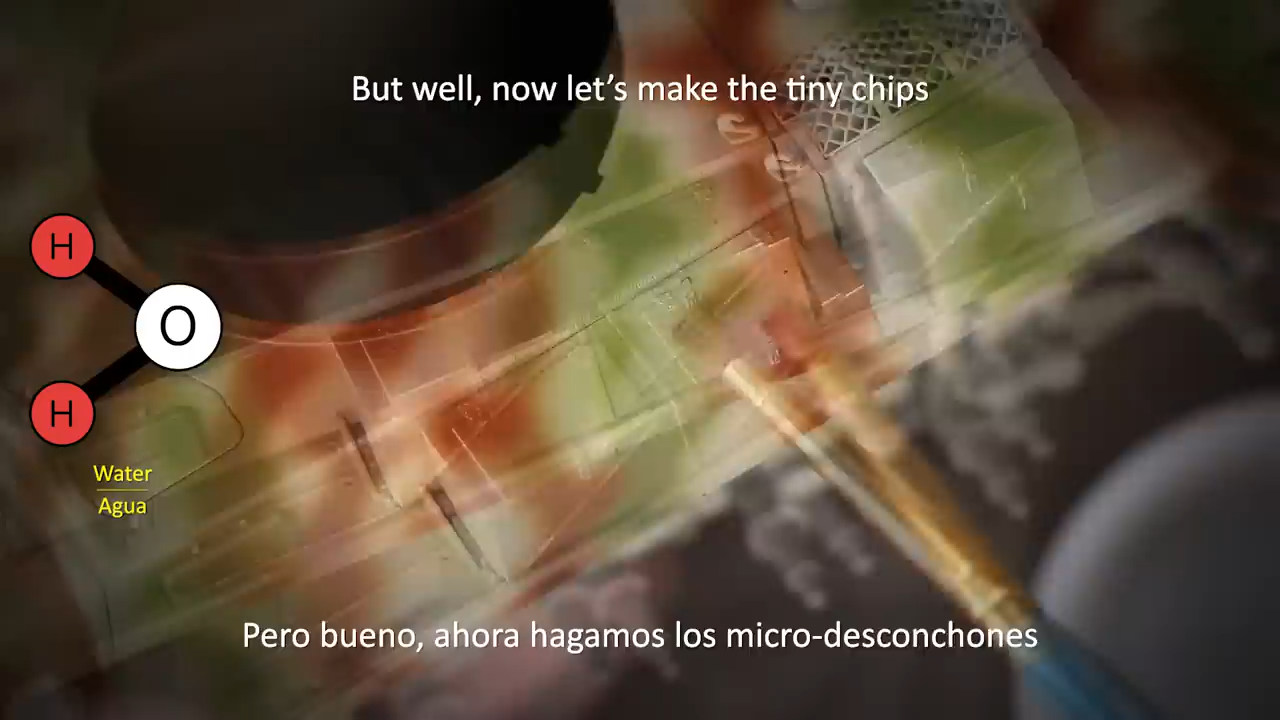 But well, now let's make the tiny chips
H
O
H
Water
Agua
Pero bueno, ahora hagamos los micro-desconchones